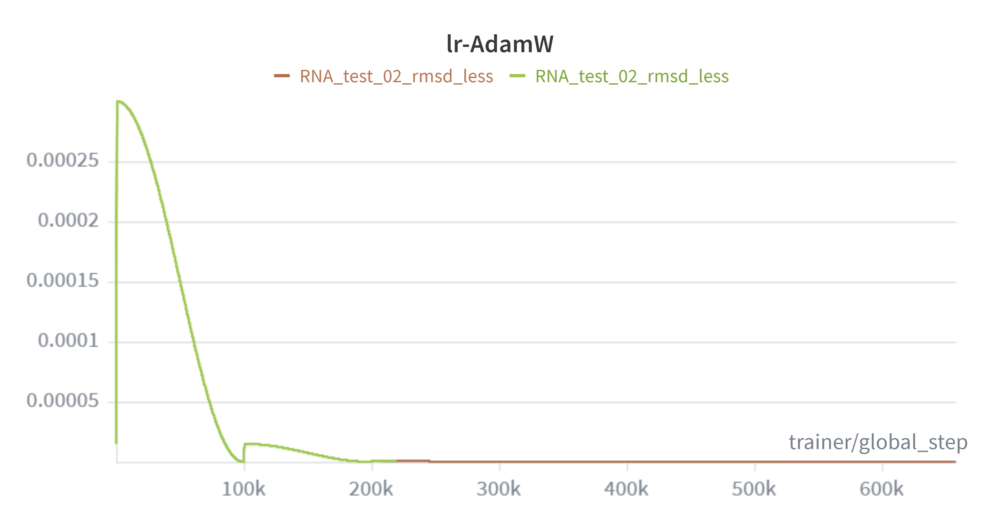 lr-AdamW
RNA_test_02_rmsd_less RNA_test_02_rmsd_less
0.00025
0.0002
0.00015
0.0001
0.00005
trainer/global_step
100k 200k 300k 400k 500k 600k